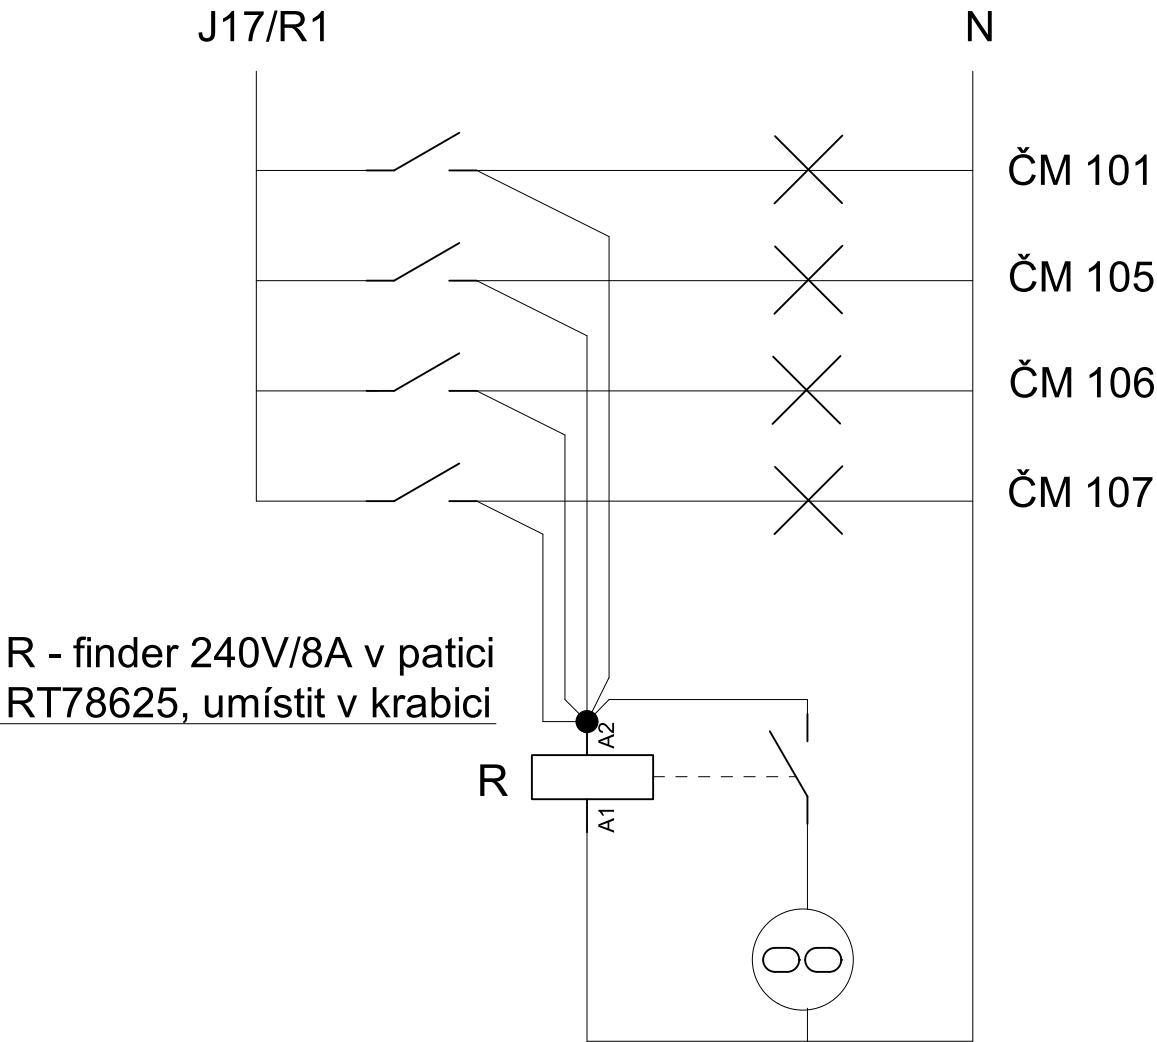 J17/R1
N
ČM 101
ČM 105
ČM 106
ČM 107
R - finder 240V/8A v patici
RT78625, umístit v krabici
A2
R
A1